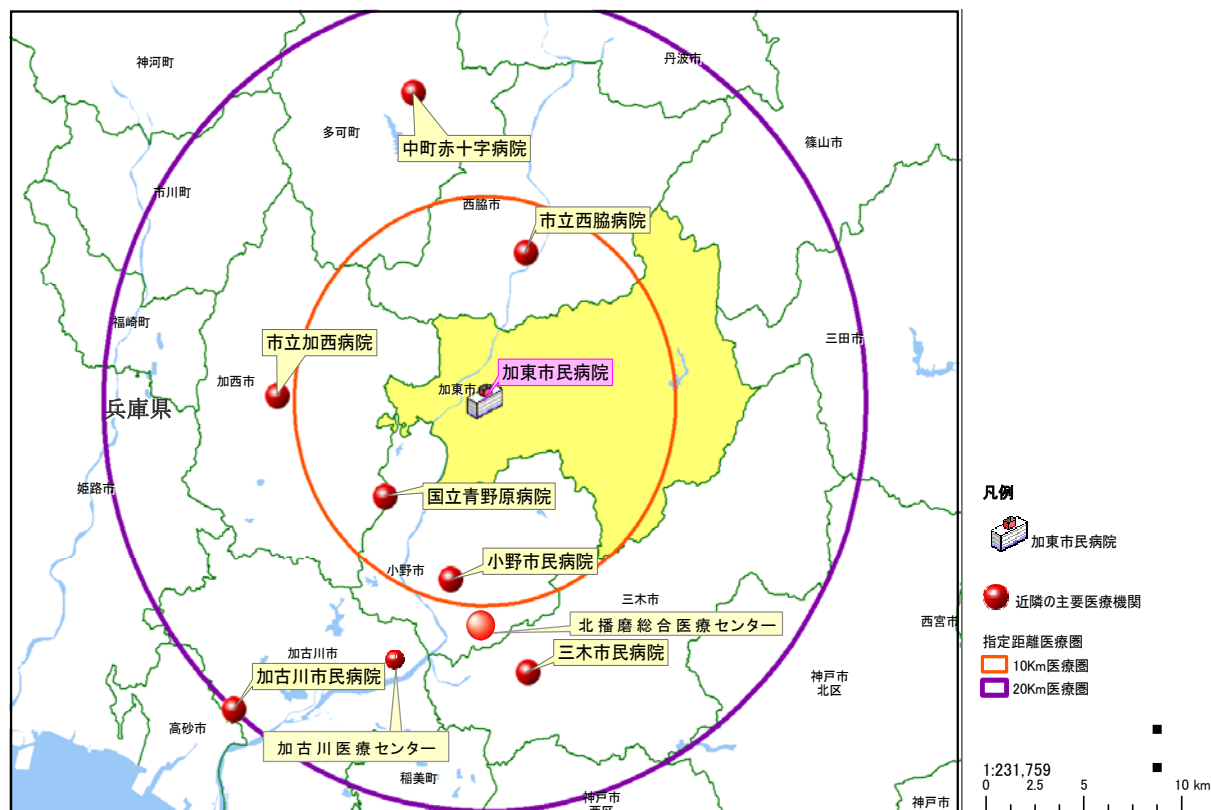 神河町
丹波市
多可町
中町赤十字病院
篠山市
市川町
西脇市
市立西脇病院
福崎町
市立加西病院
三田市
加西市
加東市
加東市民病院
兵庫県
姫路市
国立青野原病院
小野市民病院
小野市
三木市
北播磨総合医療センター
西宮市
加古川市
三木市民病院
加古川市民病院
神戸市
北区
高砂市
加古川医療センター
稲美町
神戸市
西区
神戸市
凡例
加東市民病院
近隣の主要医療機関
指定距離医療圏
10Km医療圏
20Km医療圏
1:231,759
0 2.5 5 10 km